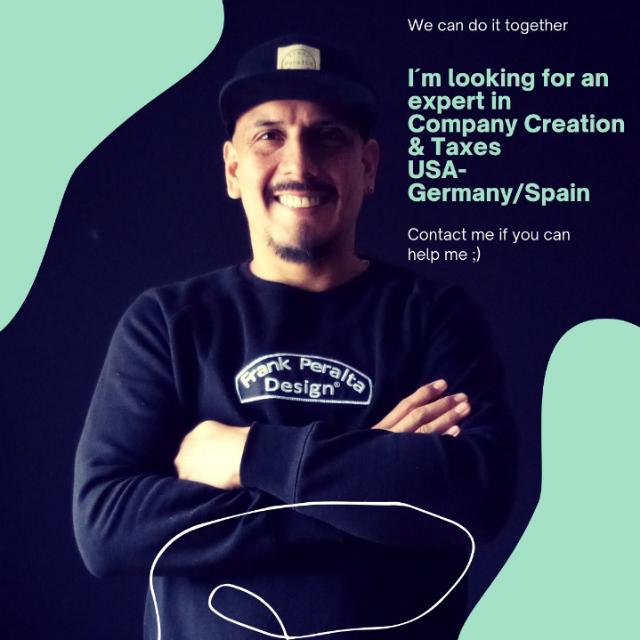 We can do it together
I´m looking for an
expert in
Company Creation
& Taxes
USA-
Germany/Spain
Contact me if you can
help me ;)
Frank Peralta
Design®